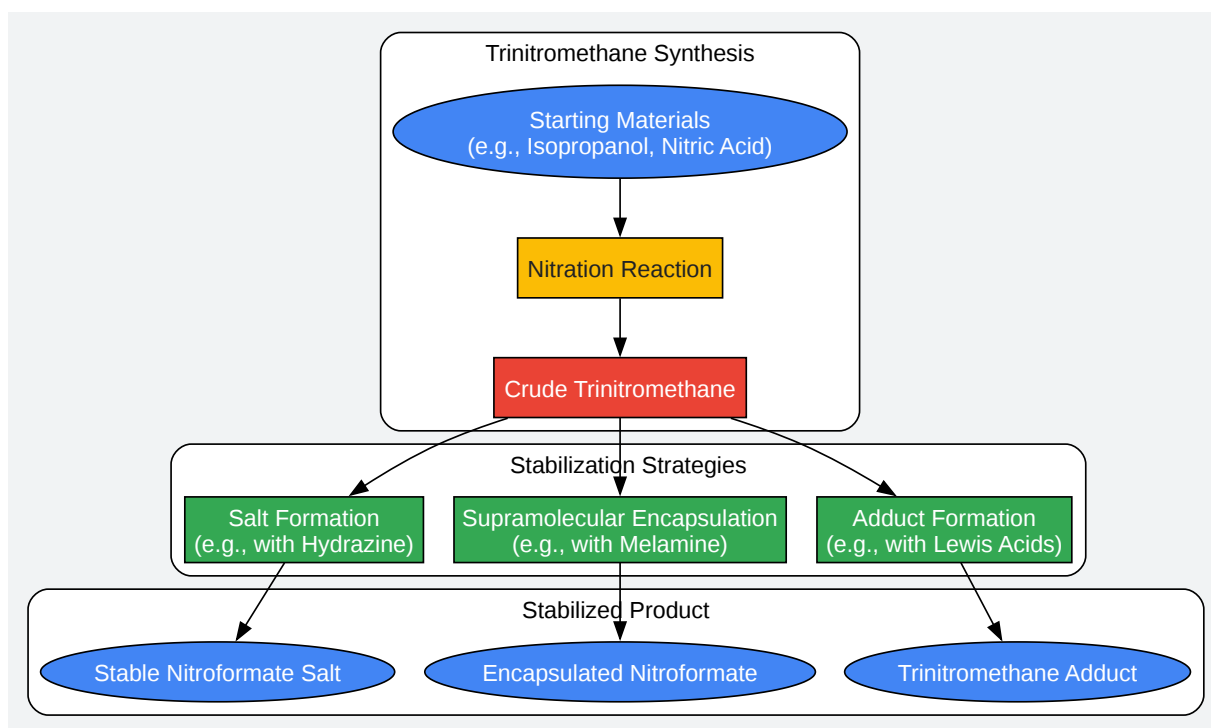 Trinitromethane Synthesis
Starting Materials
(e.g., Isopropanol, Nitric Acid)
Nitration Reaction
Crude Trinitromethane
Stabilization Strategies
Salt Formation
(e.g., with Hydrazine)
Supramolecular Encapsulation
(e.g., with Melamine)
Adduct Formation
(e.g., with Lewis Acids)
Stabilized Product
Stable Nitroformate Salt
Encapsulated Nitroformate
Trinitromethane Adduct